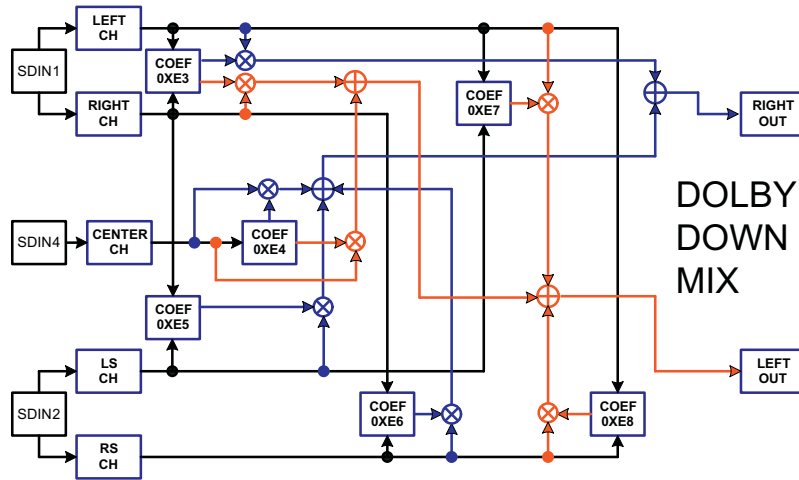 LEFT
CH
SDIN1
COEF
0XE3
RIGHT
CH
COEF
0XE7
RIGHT
OUT
DOLBY
DOWN
MIX
SDIN4
CENTER
CH
COEF
0XE4
COEF
0XE5
LS
CH
LEFT
OUT
SDIN2
COEF
0XE6
COEF
0XE8
RS
CH